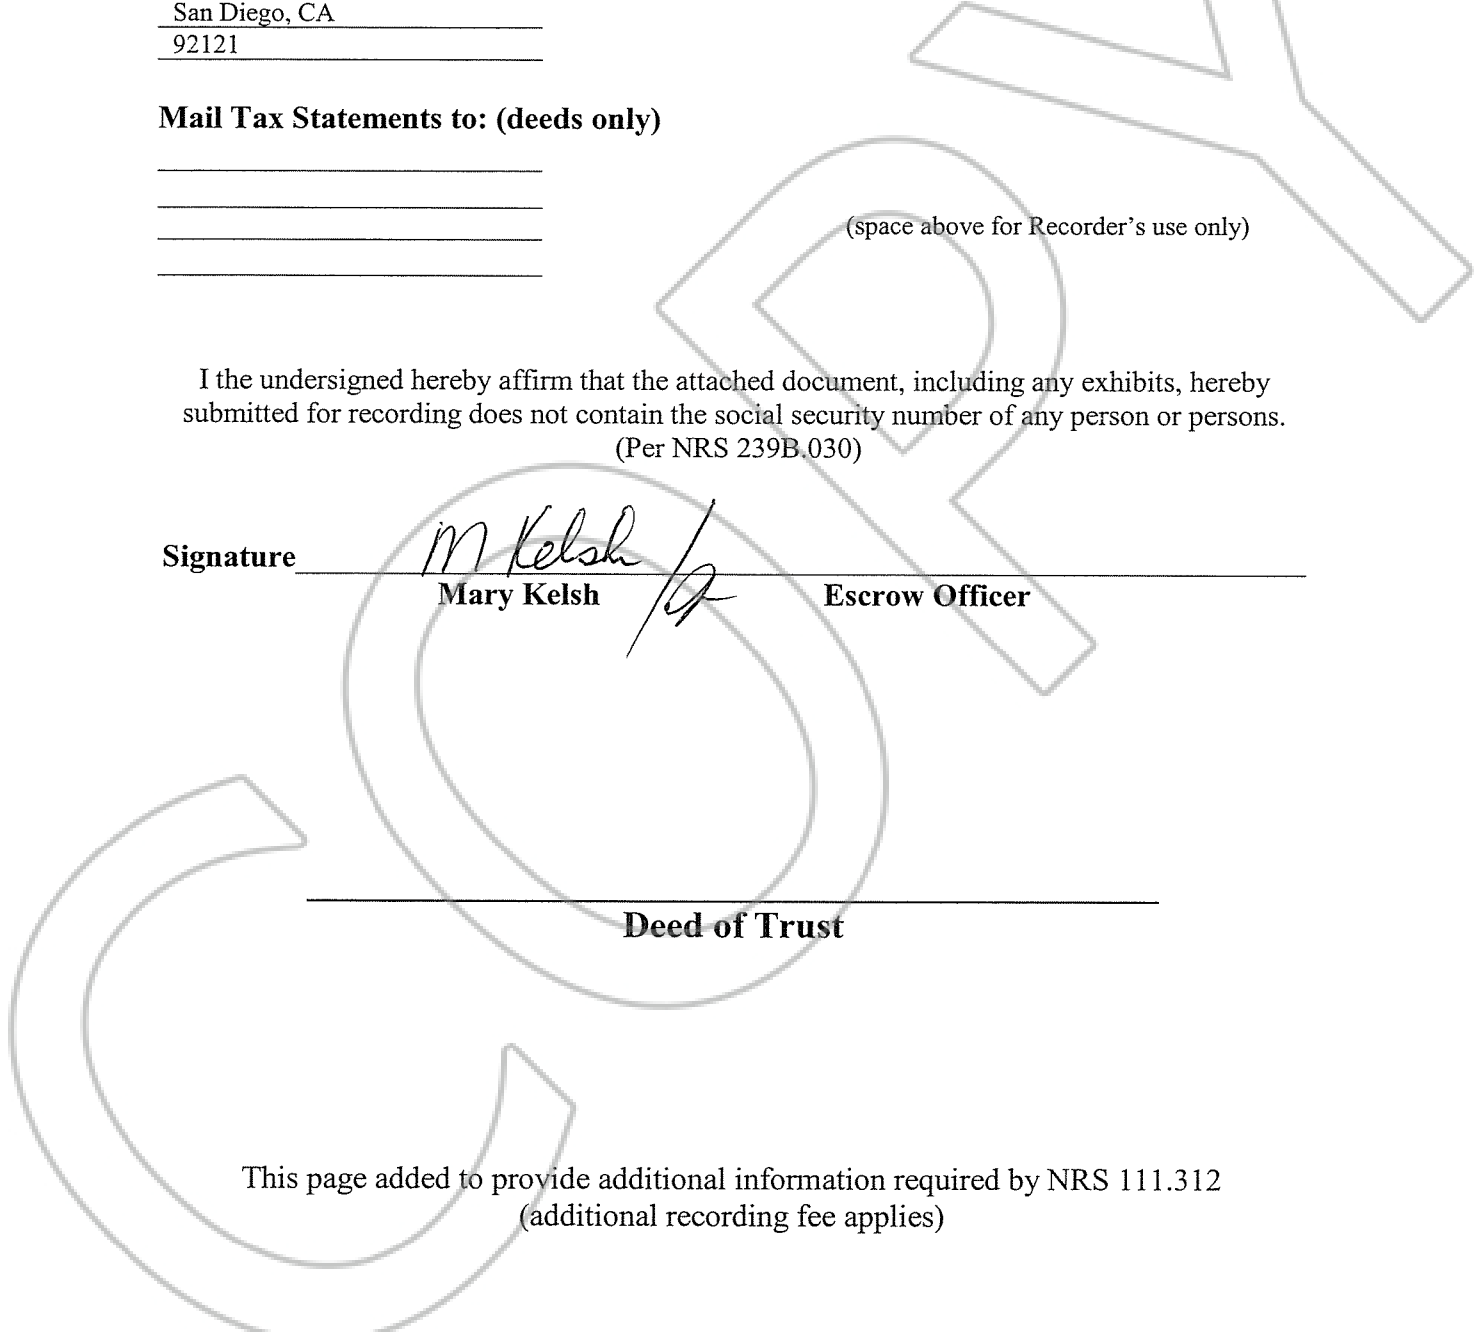 San Diego, CA
92121
Mail Tax Statements to: (deeds only)
(space above for Recorder's use only)
I the undersigned hereby affirm that the attached document, including any exhibits, hereby
submitted for recording does not contain the social security number of any person or persons.
(Per NRS 239B.030)
M Kelsh
Signature
Mary Kelsh Escrow Officer
Deed of Trust
This page added to provide additional information required by NRS 111.312
(additional recording fee applies)
COPY